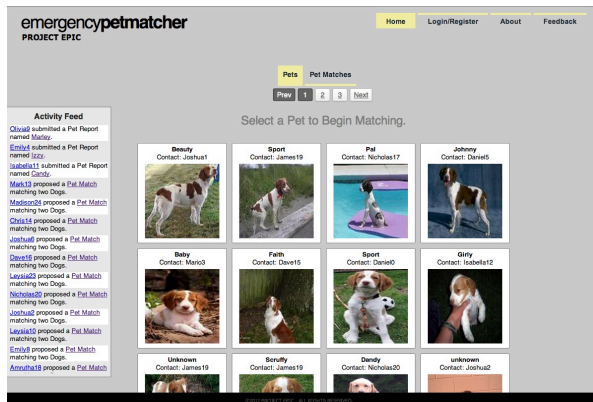 emergencypetmatcher
PROJECT EPIC
Home
Login/Register
About
Feedback
Pets
Pet Matches
Prev
1
2
3
Next
Select a Pet to Begin Matching.
Activity Feed
Olivia9 submitted a Pet Report
named Marley.
Emily4 submitted a Pet Report
named Izzy.
Isabella11 submitted a Pet Report
named Candy.
Mark13 proposed a Pet Match
matching two Dogs.
Madison24 proposed a Pet Match
matching two Dogs.
Chris14 proposed a Pet Match
matching two Dogs.
Joshua6 proposed a Pet Match
matching two Dogs.
Dave16 proposed a Pet Match
matching two Dogs.
Leysia23 proposed a Pet Match
matching two Dogs.
Nicholas20 proposed a Pet Match
matching two Dogs.
Joshua2 proposed a Pet Match
matching two Dogs.
Leysia10 proposed a Pet Match
matching two Dogs.
Emily8 proposed a Pet Match
matching two Dogs.
Amrutha18 proposed a Pet Match
Beauty
Contact: Joshua1
Sport
Contact: James19
Pal
Contact: Nicholas17
Johnny
Contact: Daniel5
Baby
Contact: Mario3
Faith
Contact: Dave15
Sport
Contact: Daniel0
Girly
Contact: Isabella12
Unknown
Contact: James19
Scruffy
Contact: James19
Dandy
Contact: Nicholas20
unknown
Contact: Joshua2
©2012 PROJECT EPIC. ALL RIGHTS RESERVED